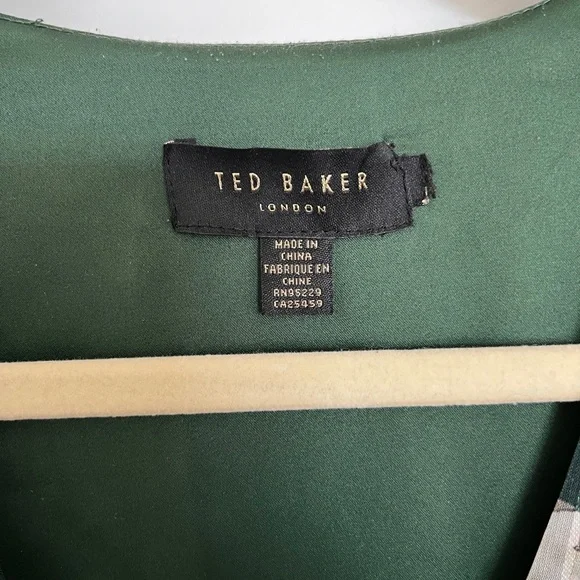 TED BAKER
LONDON
MADE IN
CHINA
FABRIQUE EN
CHINE
RN95229
CA25459